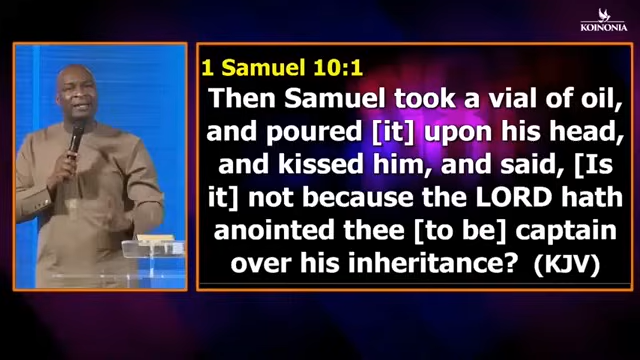 KOINONIA
1 Samuel 10:1
Then Samuel took a vial of oil,
and poured [it] upon his head,
and kissed him, and said, [Is
it] not because the LORD hath
anointed thee [to be] captain
over his inheritance? (KJV)